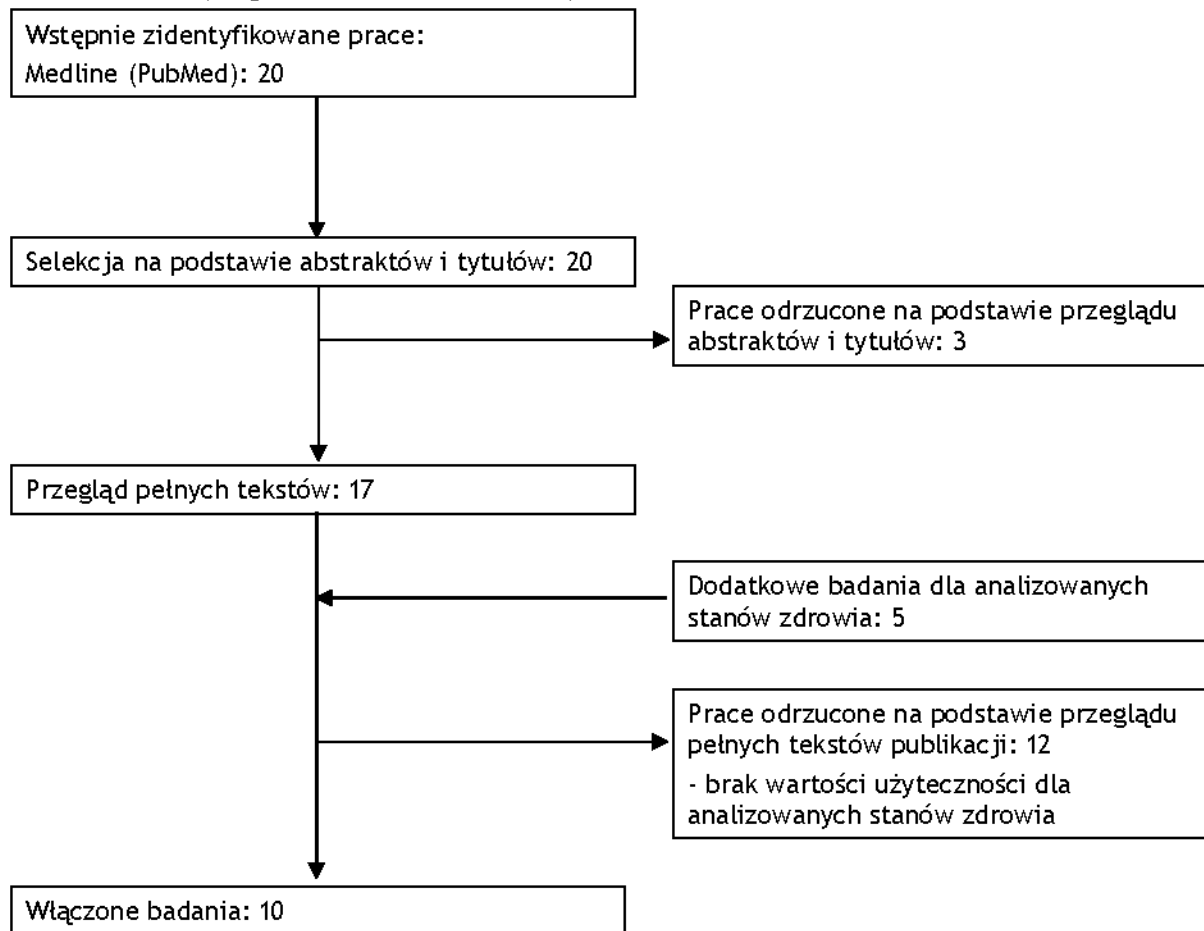 Wstępnie zidentyfikowane prace:
Medline (PubMed): 20
Selekcja na podstawie abstraktów i tytułów: 20
Prace odrzucone na podstawie przeglądu
abstraktów i tytułów: 3
Przegląd pełnych tekstów: 17
Dodatkowe badania dla analizowanych
stanów zdrowia: 5
Prace odrzucone na podstawie przeglądu
pełnych tekstów publikacji: 12
- brak wartości użyteczności dla
analizowanych stanów zdrowia
Włączone badania: 10